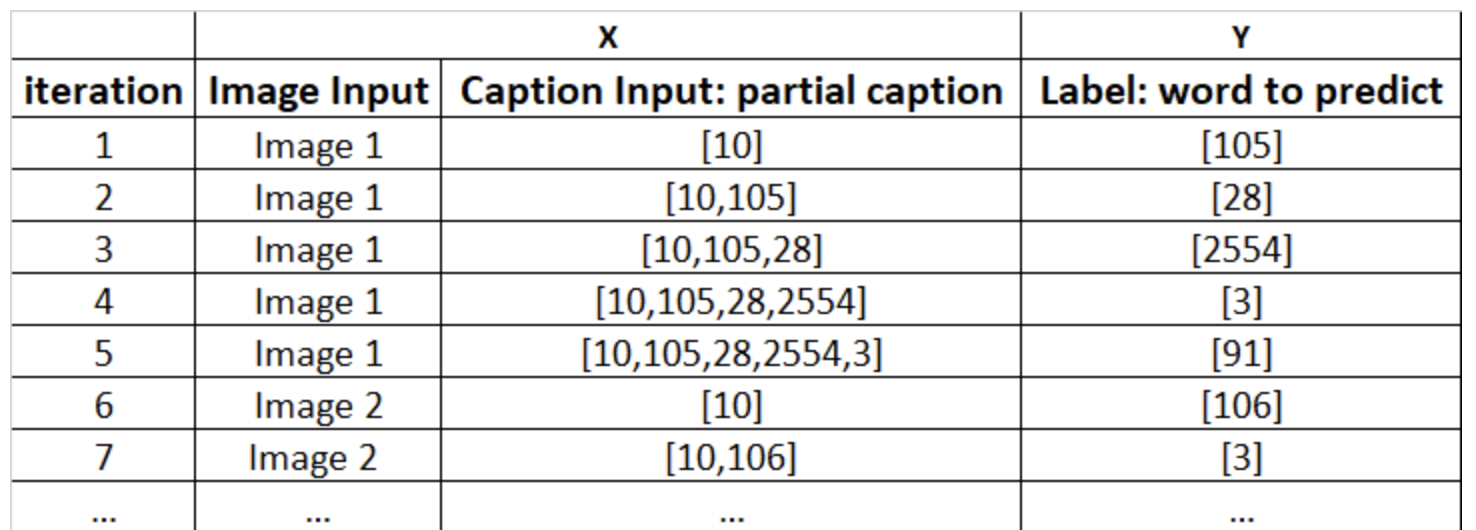 X Y
iteration Image Input Caption Input: partial caption Label: word to predict
1 Image 1 [10] [105]
2 Image 1 [10,105] [28]
3 Image 1 [10,105,28] [2554]
4 Image 1 [10,105,28,2554] [3]
5 Image 1 [10,105,28,2554,3] [91]
6 Image 2 [10] [106]
7 Image 2 [10,106] [3]
... ... ... ...